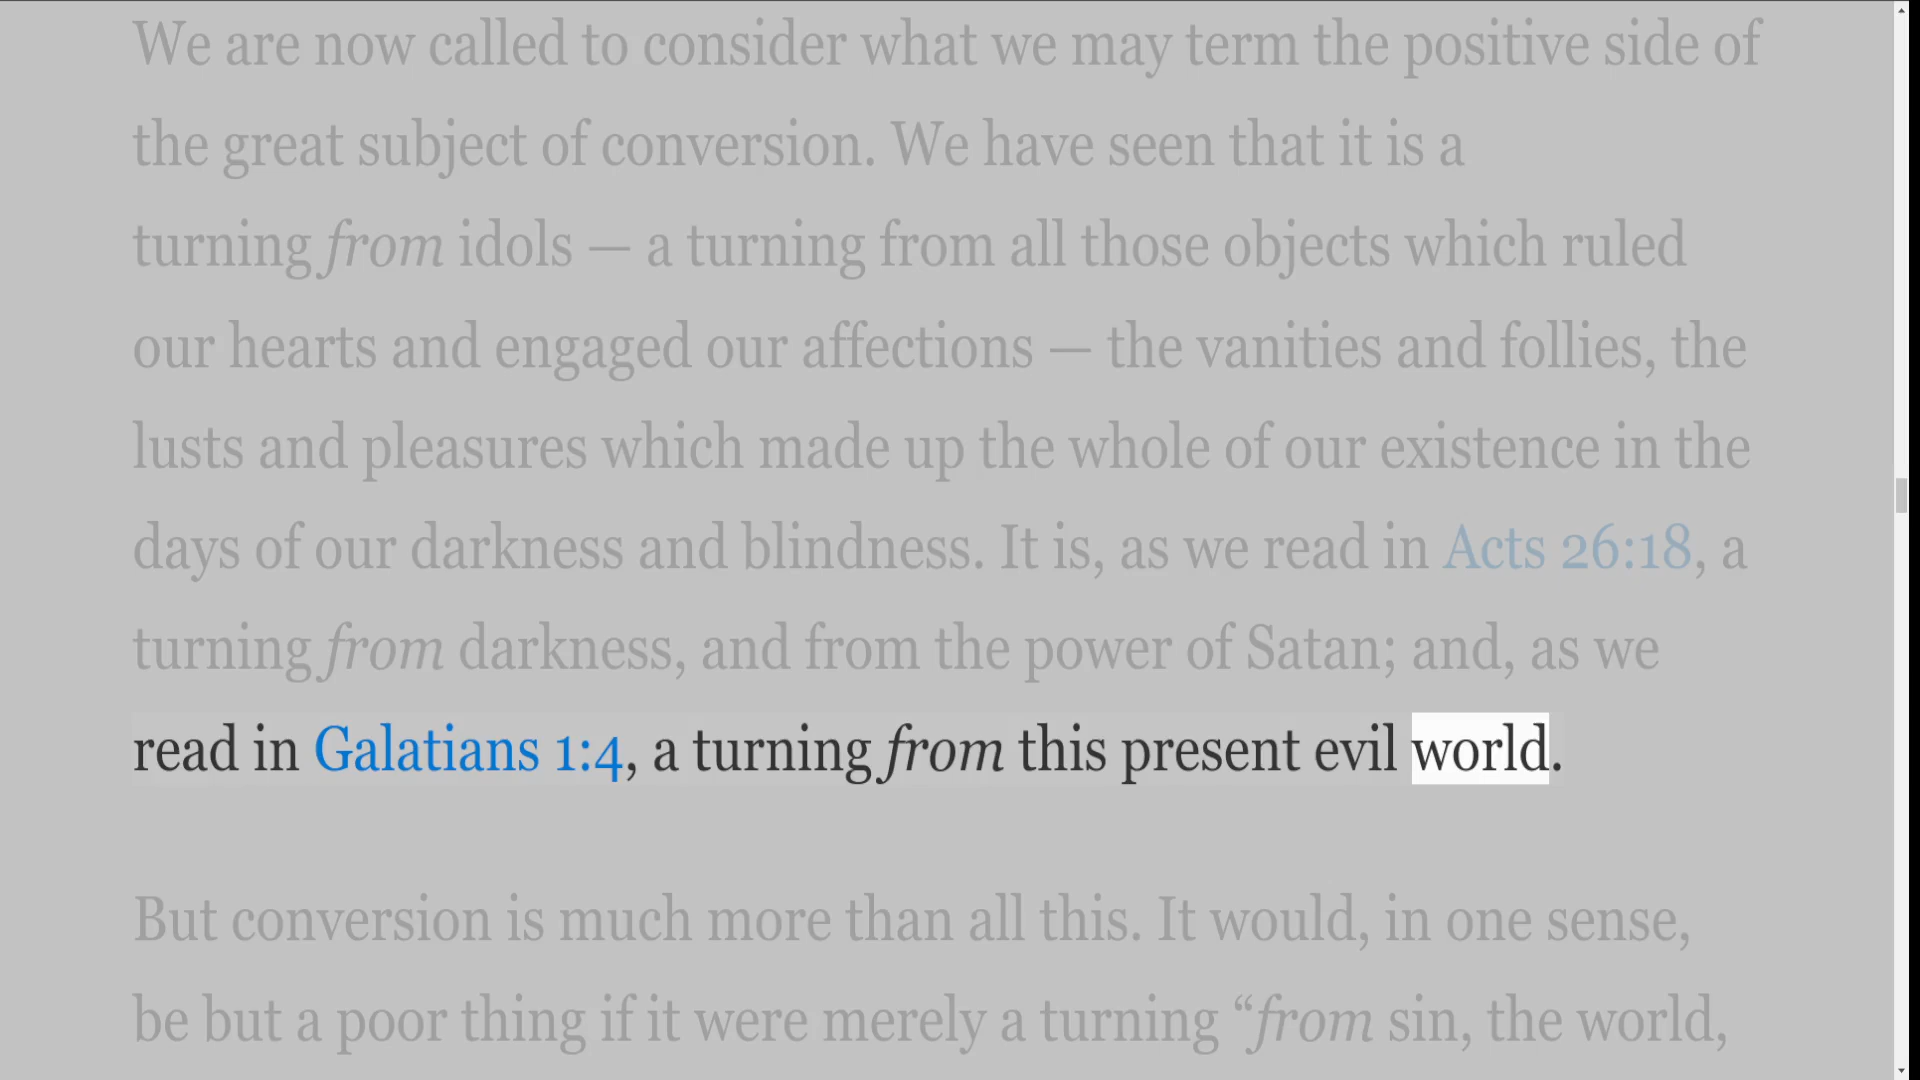 We are now called to consider what we may term the positive side of
the great subject of conversion. We have seen that it is a
turning from idols — a turning from all those objects which ruled
our hearts and engaged our affections — the vanities and follies, the
lusts and pleasures which made up the whole of our existence in the
days of our darkness and blindness. It is, as we read in Acts 26:18, a
turning from darkness, and from the power of Satan; and, as we
read in Galatians 1:4, a turning from this present evil world.
But conversion is much more than all this. It would, in one sense,
be but a poor thing if it were merely a turning “from sin, the world,